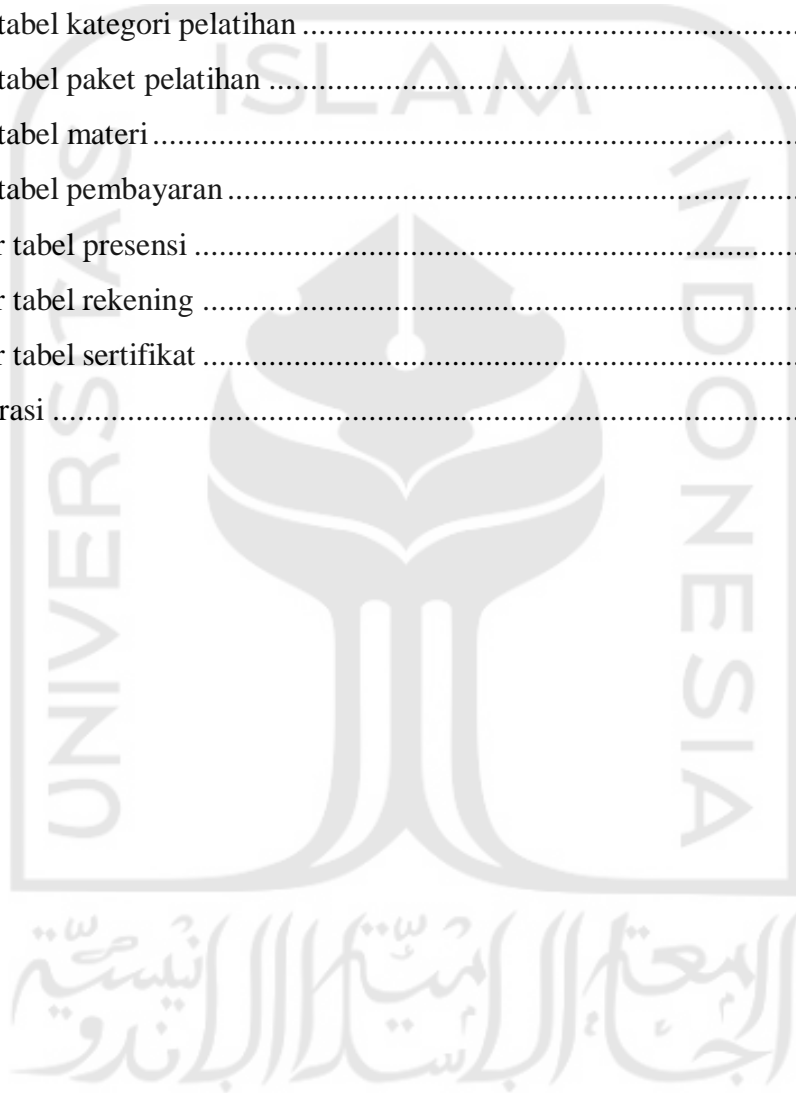 tabel kategori pelatihan ........................................................................
tabel paket pelatihan ........................................................................
tabel materi ........................................................................
tabel pembayaran ........................................................................
r tabel presensi ........................................................................
r tabel rekening ........................................................................
r tabel sertifikat ........................................................................
rasi ........................................................................
ISLAM
UNIVERSITAS
INDONESIA